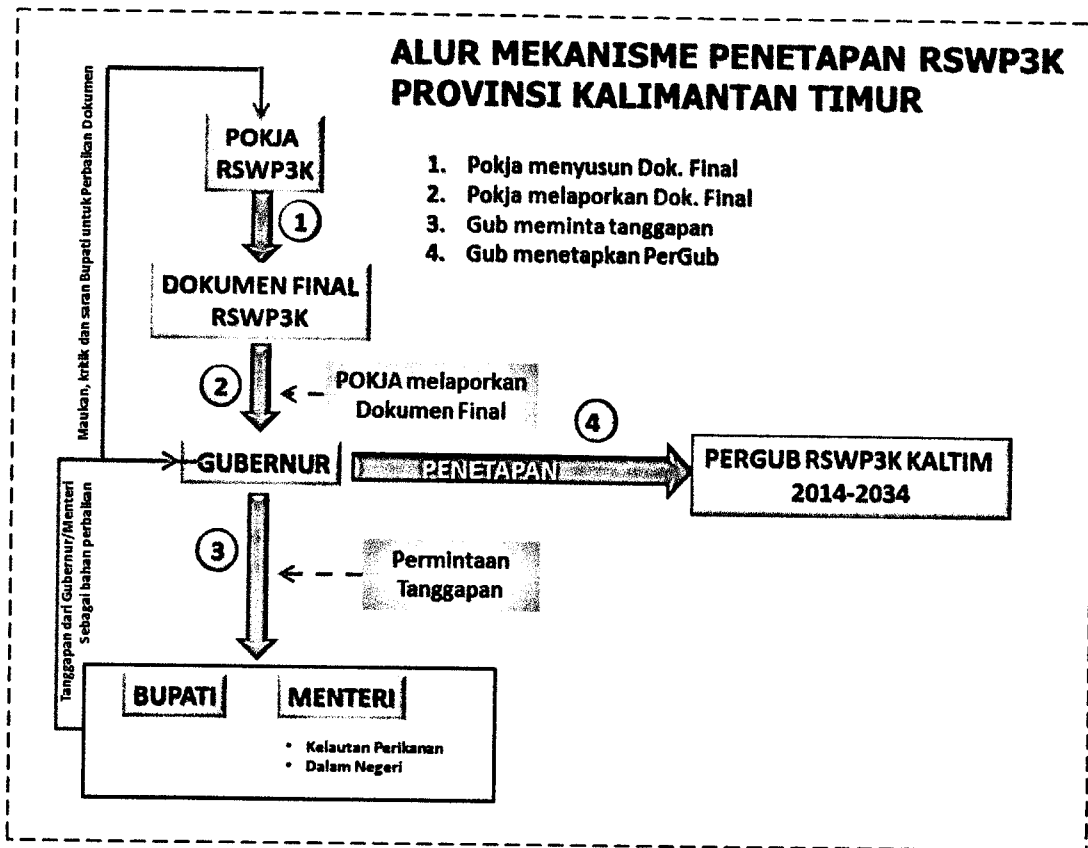 ALUR MEKANISME PENETAPAN RSWP3K
PROVINSI KALIMANTAN TIMUR
1. Pokja menyusun Dok. Final
2. Pokja melaporkan Dok. Final
3. Gub meminta tanggapan
4. Gub menetapkan PerGub
Maukan, kritik dan saran Bupati untuk Perbaikan Dokumen
POKJA
RSWP3K
1
DOKUMEN FINAL
RSWP3K
2
POKJA melaporkan
Dokumen Final
4
GUBERNUR
PENETAPAN
PERGUB RSWP3K KALTIM
2014-2034
Tanggapan dari Gubernur/Menteri
Sebagai bahan perbaikan
3
Permintaan
Tanggapan
BUPATI
MENTERI
• Kelautan Perikanan
• Dalam Negeri